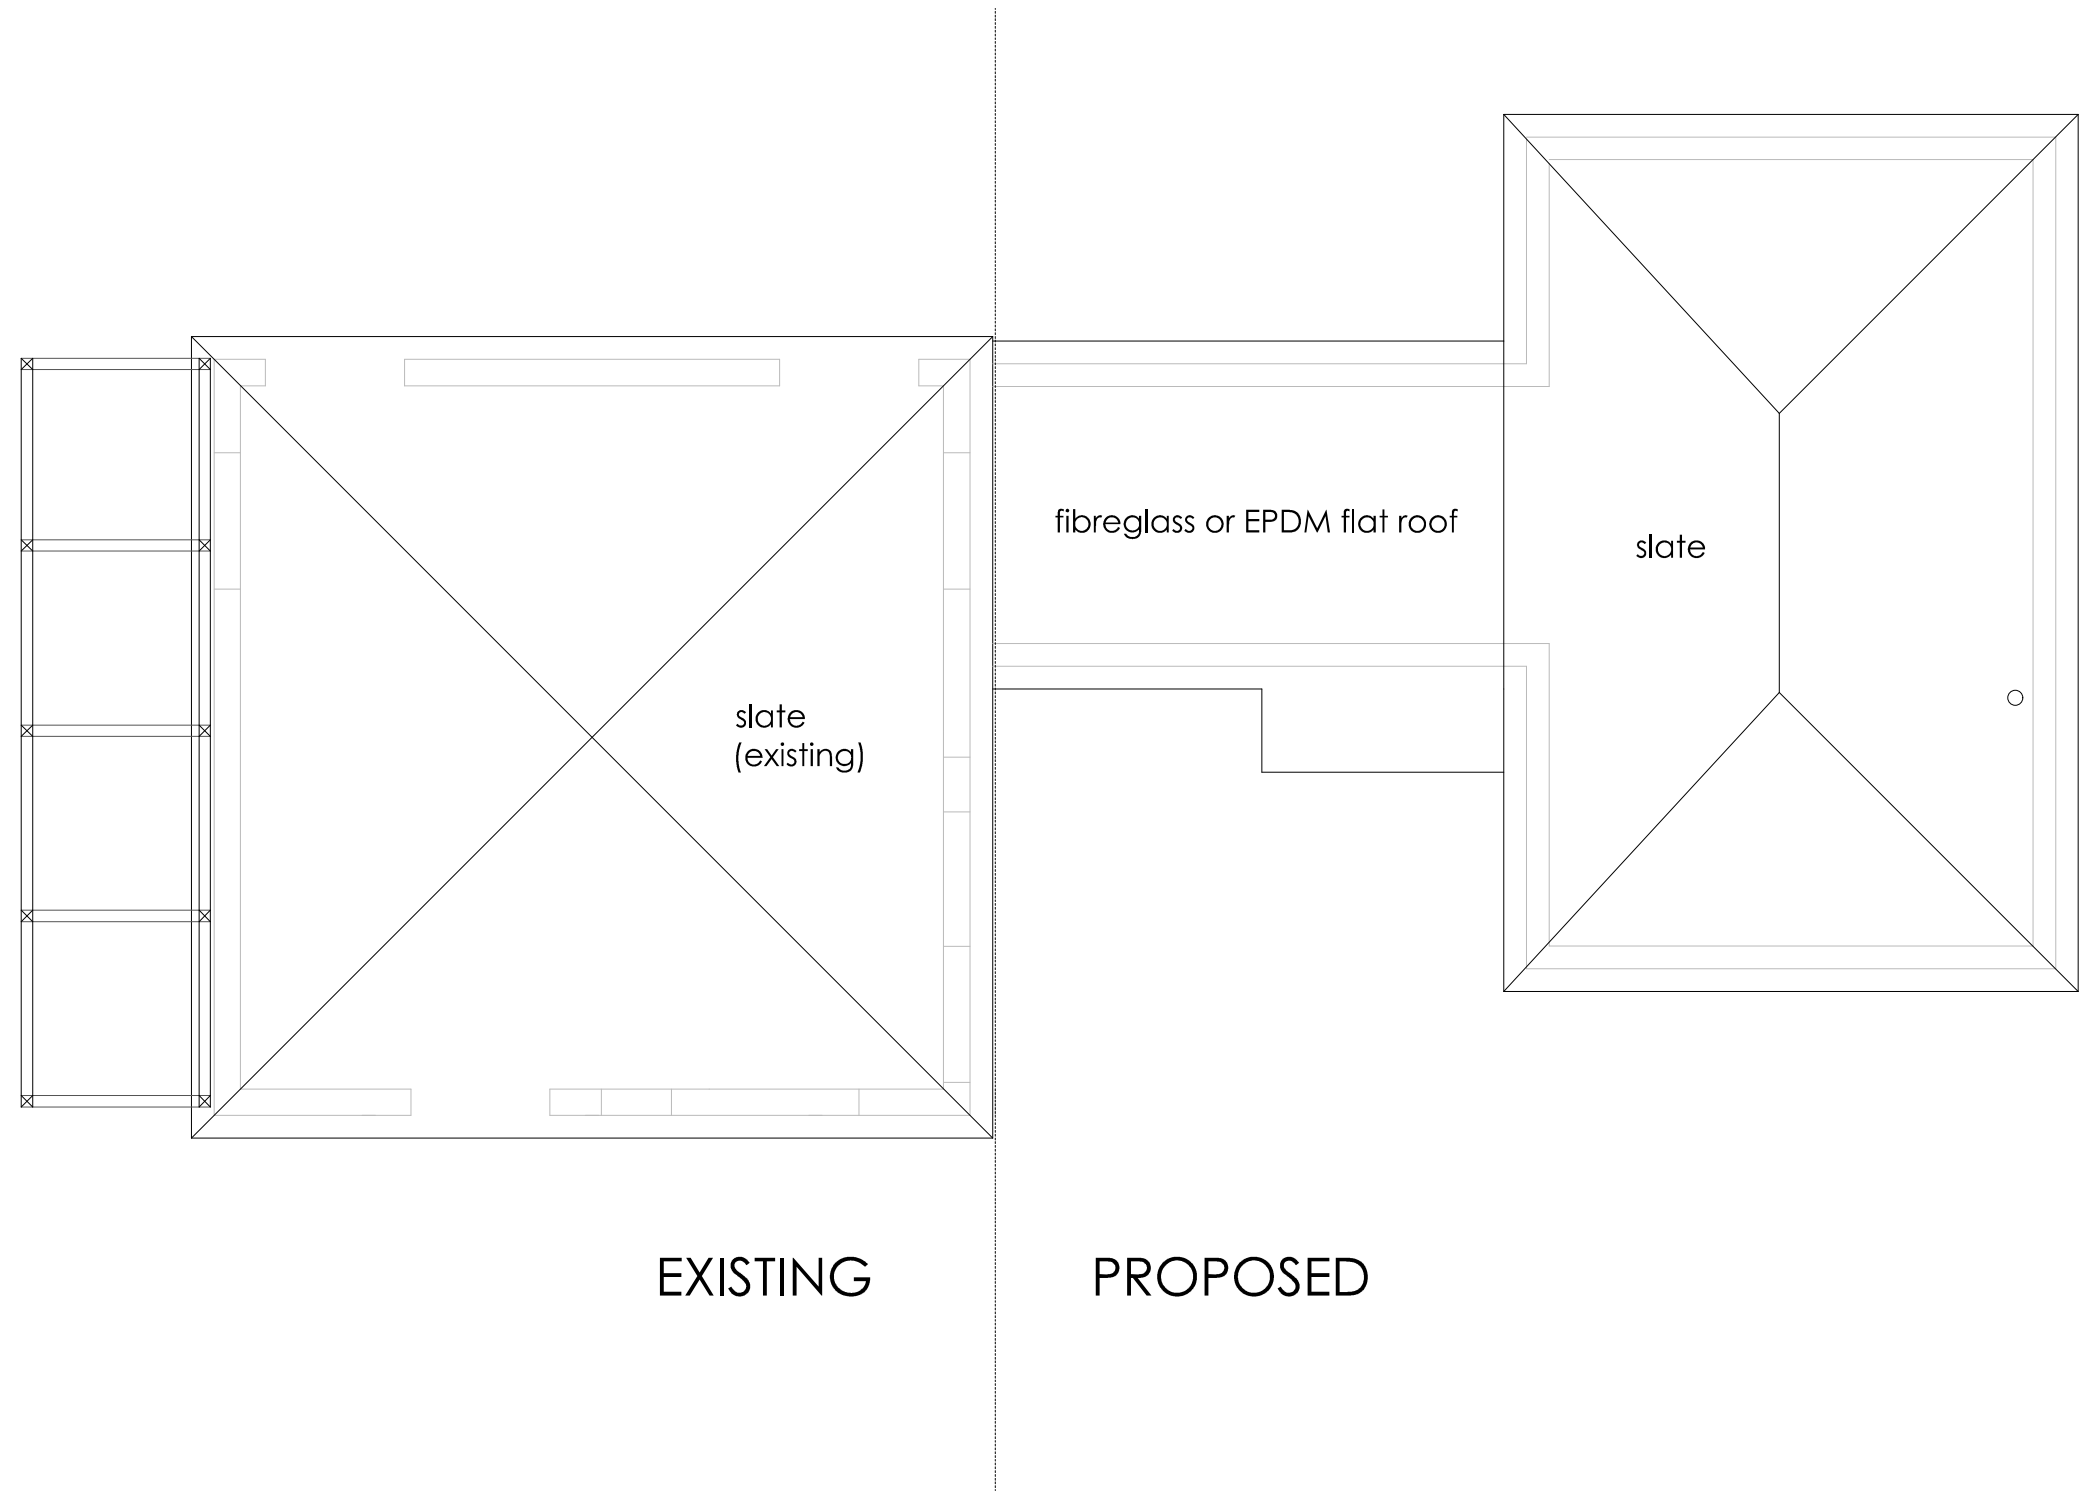 fibreglass or EPDM flat roof
slate
slate
(existing)
EXISTING
PROPOSED